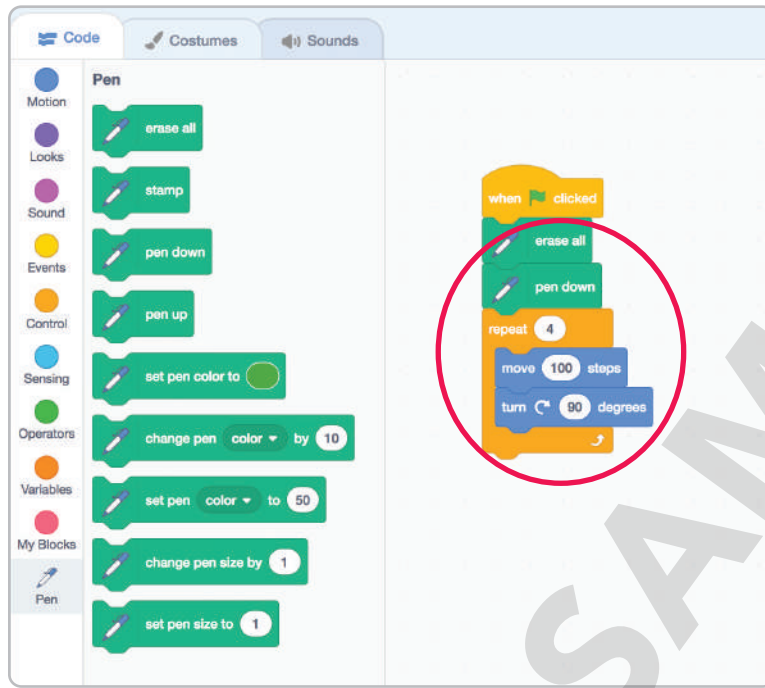 Code
Costumes
Sounds
Motion
Looks
Sound
Events
Control
Sensing
Operators
Variables
My Blocks
Pen
Pen
erase all
stamp
pen down
pen up
set pen color to
change pen color by 10
set pen color to 50
change pen size by 1
set pen size to 1
when clicked
erase all
pen down
repeat 4
move 100 steps
turn 90 degrees
SAM